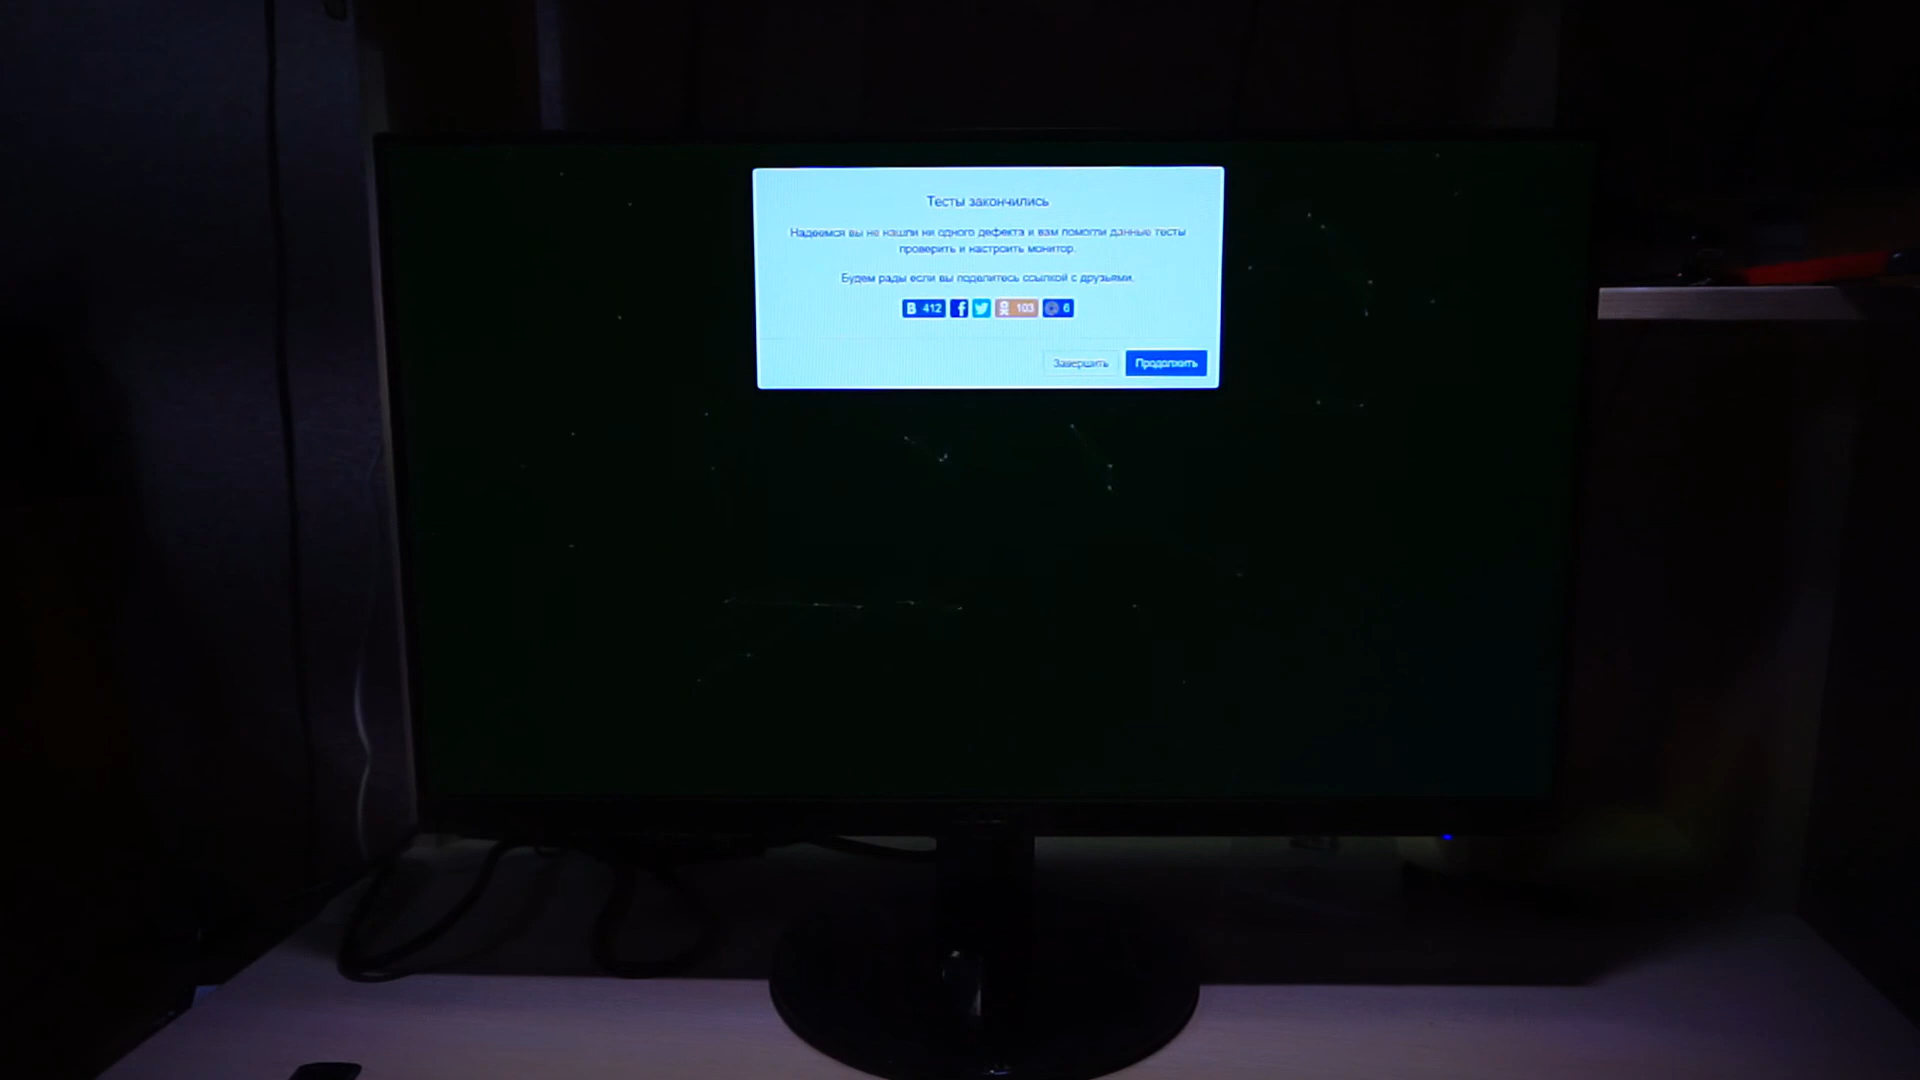 Тесты закончились
Надеемся вы не нашли ни одного дефекта и вам помогли данные тесты
проверить и настроить монитор.
Будем рады если вы поделитесь ссылкой с друзьями.
B 412 f 103 6
Завершить Продолжить